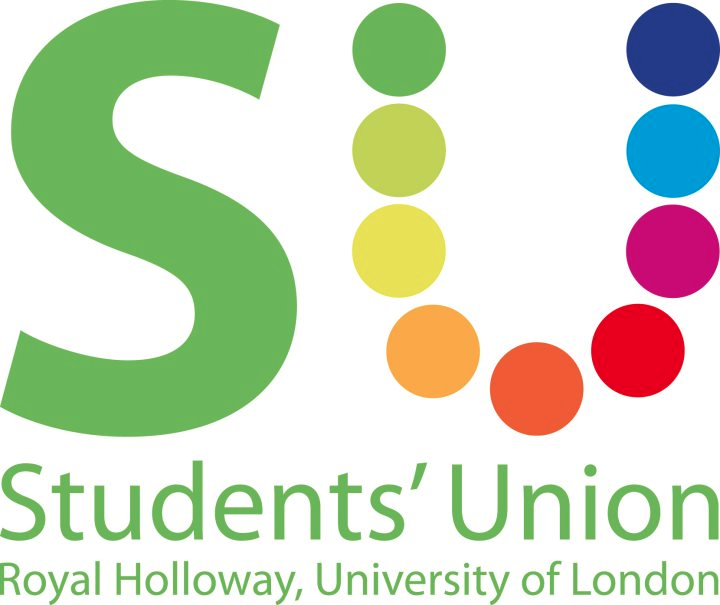 SU
Students’ Union
Royal Holloway, University of London